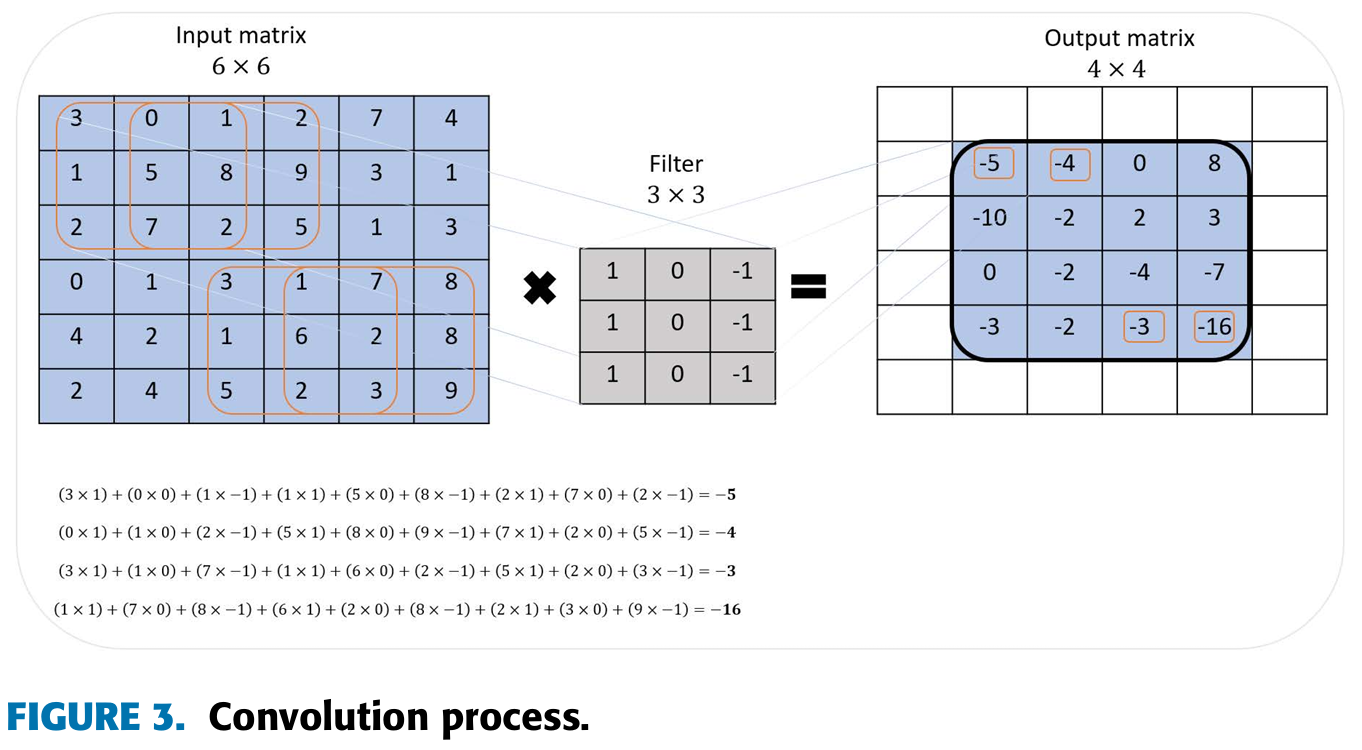 Input matrix
6 × 6
3 0 1 2 7 4
1 5 8 9 3 1
2 7 2 5 1 3
0 1 3 1 7 8
4 2 1 6 2 8
2 4 5 2 3 9
Filter
3 × 3
1 0 -1
1 0 -1
1 0 -1
Output matrix
4 × 4
-5 -4 0 8
-10 -2 2 3
0 -2 -4 -7
-3 -2 -3 -16
(3 × 1) + (0 × 0) + (1 × −1) + (1 × 1) + (5 × 0) + (8 × −1) + (2 × 1) + (7 × 0) + (2 × −1) = −5
(0 × 1) + (1 × 0) + (2 × −1) + (5 × 1) + (8 × 0) + (9 × −1) + (7 × 1) + (2 × 0) + (5 × −1) = −4
(3 × 1) + (1 × 0) + (7 × −1) + (1 × 1) + (6 × 0) + (2 × −1) + (5 × 1) + (2 × 0) + (3 × −1) = −3
(1 × 1) + (7 × 0) + (8 × −1) + (6 × 1) + (2 × 0) + (8 × −1) + (2 × 1) + (3 × 0) + (9 × −1) = −16
FIGURE 3. Convolution process.